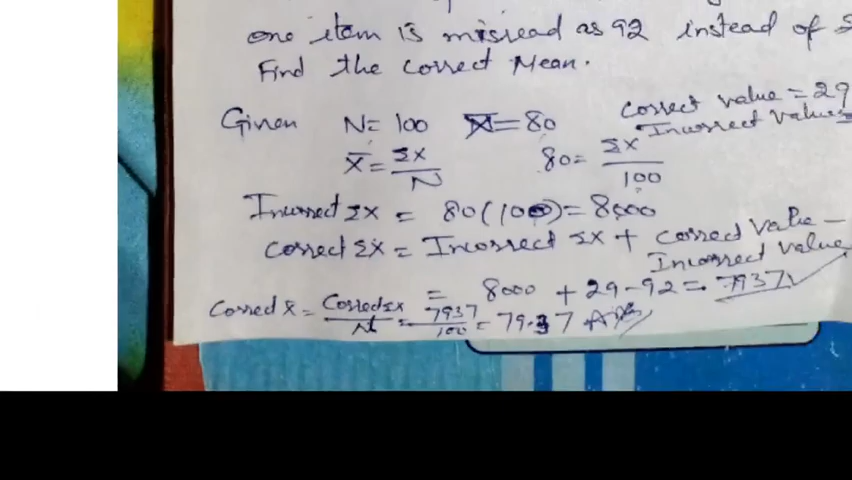 one item is misread as 92 instead of
Find the correct Mean.
Given N = 100 X̅ = 80 Correct value = 29
Incorrect value
X̅ = ΣX / N 80 = ΣX / 100
Incorrect ΣX = 80(100) = 8000
correct ΣX = Incorrect ΣX + correct value -
Incorrect value
= 8000 + 29 - 92 = 7937
Correct x̅ = Correct Σx / N = 7937 / 100 = 79.37 Ans